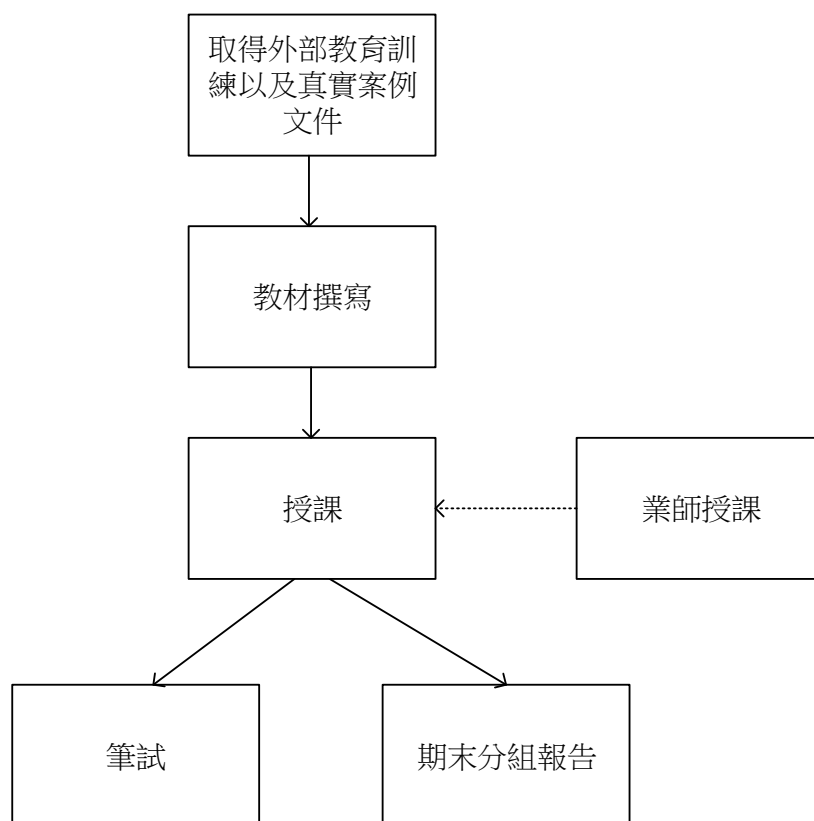 取得外部教育訓
練以及真實案例
文件
教材撰寫
授課
業師授課
筆試
期末分組報告